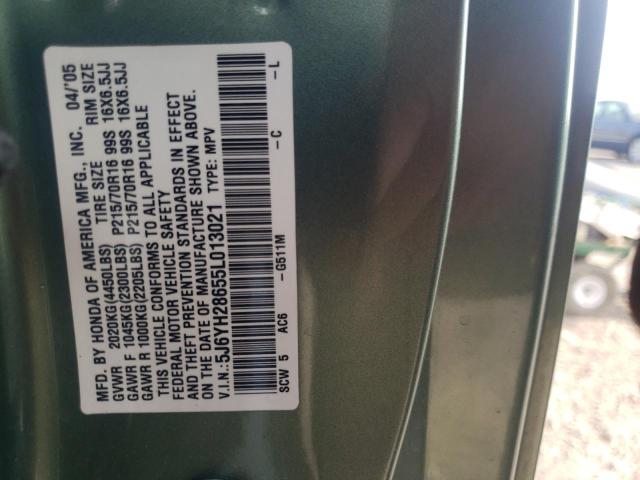 MFD. BY HONDA OF AMERICA MFG., INC. 04/'05
TIRE SIZE RIM SIZE
GVWR 2020KG(4450LBS)
GAWR F 1045KG(2300LBS) P215/70R16 99S 16X6.5JJ
GAWR R 1000KG(2205LBS) P215/70R16 99S 16X6.5JJ
THIS VEHICLE CONFORMS TO ALL APPLICABLE
FEDERAL MOTOR VEHICLE SAFETY
AND THEFT PREVENTION STANDARDS IN EFFECT
ON THE DATE OF MANUFACTURE SHOWN ABOVE.
V.I.N.:5J6YH28655L013021 TYPE: MPV
-G511M -C -L
SCW 5 AC6